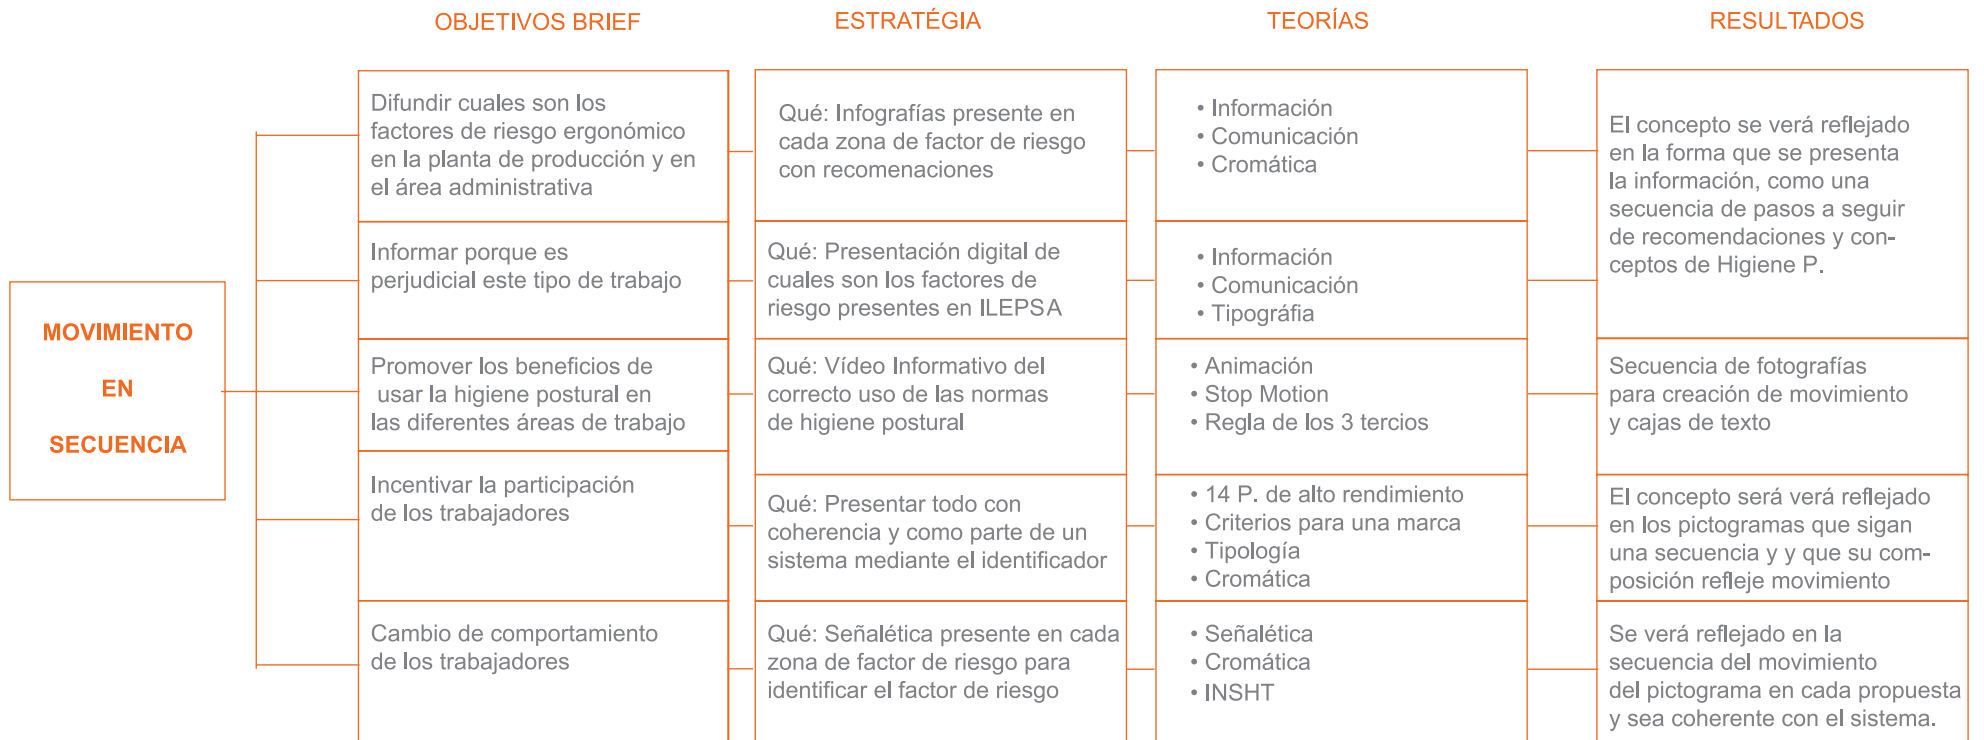 OBJETIVOS BRIEF
ESTRATÉGIA
TEORÍAS
RESULTADOS
MOVIMIENTO
EN
SECUENCIA
Difundir cuales son los
factores de riesgo ergonómico
en la planta de producción y en
el área administrativa
Qué: Infografías presente en
cada zona de factor de riesgo
con recomenaciones
• Información
• Comunicación
• Cromática
El concepto se verá reflejado
en la forma que se presenta
la información, como una
secuencia de pasos a seguir
de recomendaciones y con-
ceptos de Higiene P.
Informar porque es
perjudicial este tipo de trabajo
Qué: Presentación digital de
cuales son los factores de
riesgo presentes en ILEPSA
• Información
• Comunicación
• Tipográfia
Promover los beneficios de
usar la higiene postural en
las diferentes áreas de trabajo
Qué: Vídeo Informativo del
correcto uso de las normas
de higiene postural
• Animación
• Stop Motion
• Regla de los 3 tercios
Secuencia de fotografías
para creación de movimiento
y cajas de texto
Incentivar la participación
de los trabajadores
Qué: Presentar todo con
coherencia y como parte de un
sistema mediante el identificador
• 14 P. de alto rendimiento
• Criterios para una marca
• Tipología
• Cromática
El concepto será verá reflejado
en los pictogramas que sigan
una secuencia y y que su com-
posición refleje movimiento
Cambio de comportamiento
de los trabajadores
Qué: Señalética presente en cada
zona de factor de riesgo para
identificar el factor de riesgo
• Señalética
• Cromática
• INSHT
Se verá reflejado en la
secuencia del movimiento
del pictograma en cada propuesta
y sea coherente con el sistema.